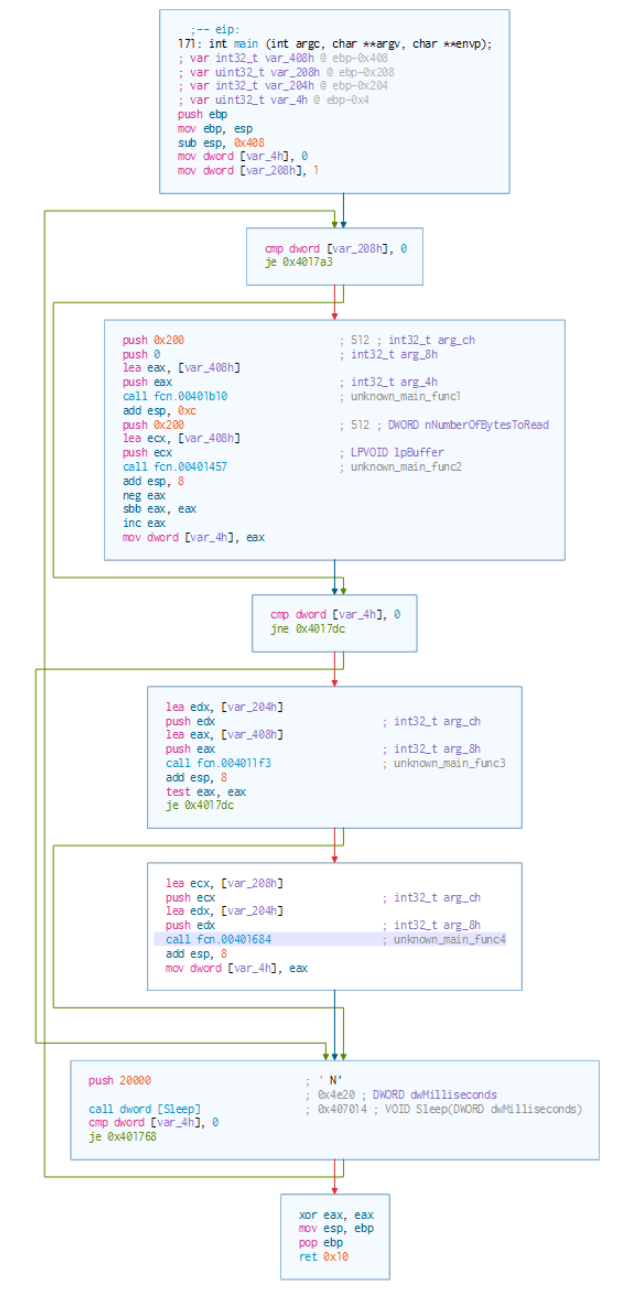 ;-- eip:
171: int main (int argc, char **argv, char **envp);
; var int32_t var_408h @ ebp-0x408
; var uint32_t var_208h @ ebp-0x208
; var int32_t var_204h @ ebp-0x204
; var uint32_t var_4h @ ebp-0x4
push ebp
mov ebp, esp
sub esp, 0x408
mov dword [var_4h], 0
mov dword [var_208h], 1
cmp dword [var_208h], 0
je 0x4017a3
push 0x200 ; 512 ; int32_t arg_ch
push 0 ; int32_t arg_8h
lea eax, [var_408h]
push eax ; int32_t arg_4h
call fcn.00401b10 ; unknown_main_func1
add esp, 0xc
push 0x200 ; 512 ; DWORD nNumberOfBytesToRead
lea ecx, [var_408h]
push ecx ; LPVOID lpBuffer
call fcn.00401457 ; unknown_main_func2
add esp, 8
neg eax
sbb eax, eax
inc eax
mov dword [var_4h], eax
cmp dword [var_4h], 0
jne 0x4017dc
lea edx, [var_204h]
push edx ; int32_t arg_ch
lea eax, [var_408h]
push eax ; int32_t arg_8h
call fcn.004011f3 ; unknown_main_func3
add esp, 8
test eax, eax
je 0x4017dc
lea ecx, [var_208h]
push ecx ; int32_t arg_ch
lea edx, [var_204h]
push edx ; int32_t arg_8h
call fcn.00401684 ; unknown_main_func4
add esp, 8
mov dword [var_4h], eax
push 20000 ; ' N'
; 0x4e20 ; DWORD dwMilliseconds
call dword [Sleep] ; 0x407014 ; VOID Sleep(DWORD dwMilliseconds)
cmp dword [var_4h], 0
je 0x401768
xor eax, eax
mov esp, ebp
pop ebp
ret 0x10